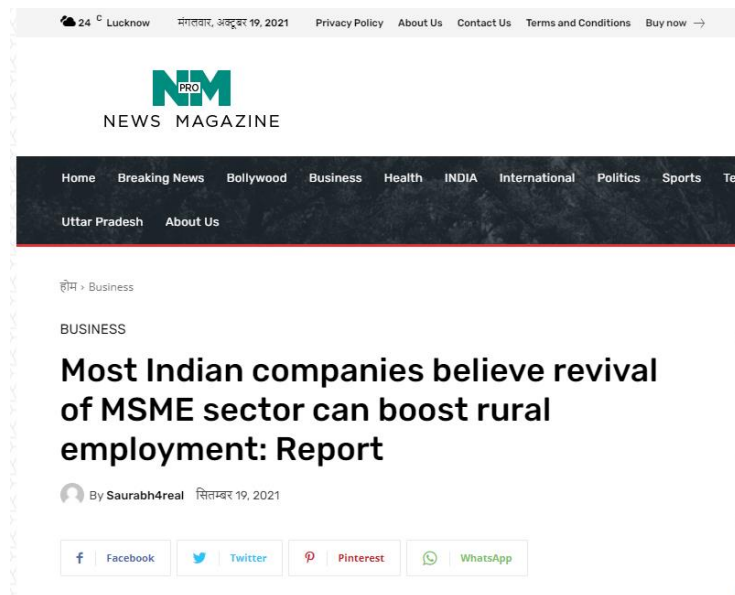 24 C Lucknow मंगलवार, अक्टूबर 19, 2021 Privacy Policy About Us Contact Us Terms and Conditions Buy now →
PRO
NM
NEWS MAGAZINE
Home Breaking News Bollywood Business Health INDIA International Politics Sports Te
Uttar Pradesh About Us
होम › Business
BUSINESS
Most Indian companies believe revival
of MSME sector can boost rural
employment: Report
By Saurabh4real सितम्बर 19, 2021
Facebook Twitter Pinterest WhatsApp